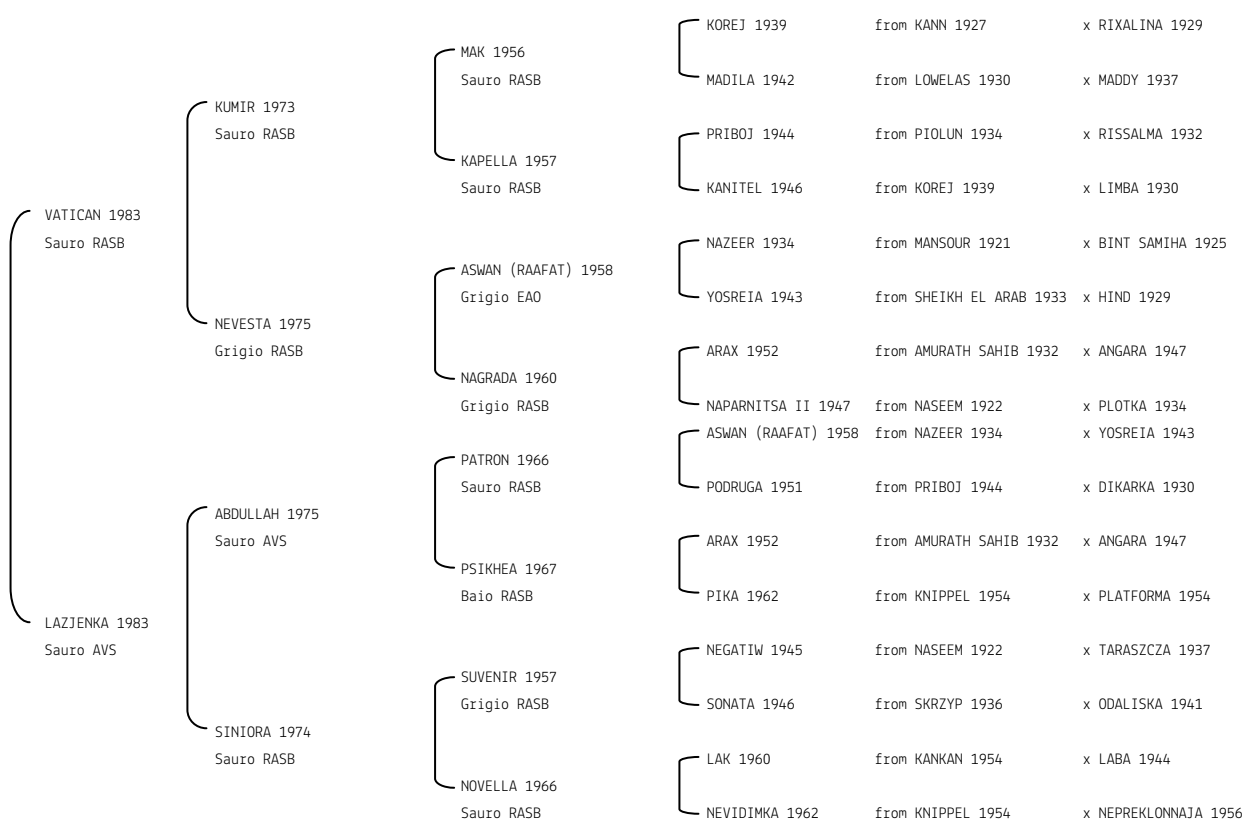 KOREJ 1939 from KANN 1927 x RIXALINA 1929
MAK 1956
Sauro RASB MADILA 1942 from LOWELAS 1930 x MADDY 1937
KUMIR 1973
Sauro RASB PRIBOJ 1944 from PIOLUN 1934 x RISSALMA 1932
KAPELLA 1957
Sauro RASB KANITEL 1946 from KOREJ 1939 x LIMBA 1930
VATICAN 1983
Sauro RASB NAZEER 1934 from MANSOUR 1921 x BINT SAMIHA 1925
ASWAN (RAAFAT) 1958
Grigio EAO YOSREIA 1943 from SHEIKH EL ARAB 1933 x HIND 1929
NEVESTA 1975
Grigio RASB ARAX 1952 from AMURATH SAHIB 1932 x ANGARA 1947
NAGRADA 1960
Grigio RASB NAPARNITSA II 1947 from NASEEM 1922 x PLOTKA 1934
ASWAN (RAAFAT) 1958 from NAZEER 1934 x YOSREIA 1943
PATRON 1966
Sauro RASB PODRUGA 1951 from PRIBOJ 1944 x DIKARKA 1930
ABDULLAH 1975
Sauro AVS ARAX 1952 from AMURATH SAHIB 1932 x ANGARA 1947
PSIKHEA 1967
Baio RASB PIKA 1962 from KNIPPEL 1954 x PLATFORMA 1954
LAZJENKA 1983
Sauro AVS NEGATIW 1945 from NASEEM 1922 x TARASZCZA 1937
SUVENIR 1957
Grigio RASB SONATA 1946 from SKRZYP 1936 x ODALISKA 1941
SINIORA 1974
Sauro RASB LAK 1960 from KANKAN 1954 x LABA 1944
NOVELLA 1966
Sauro RASB NEVIDIMKA 1962 from KNIPPEL 1954 x NEPREKLONNAJA 1956